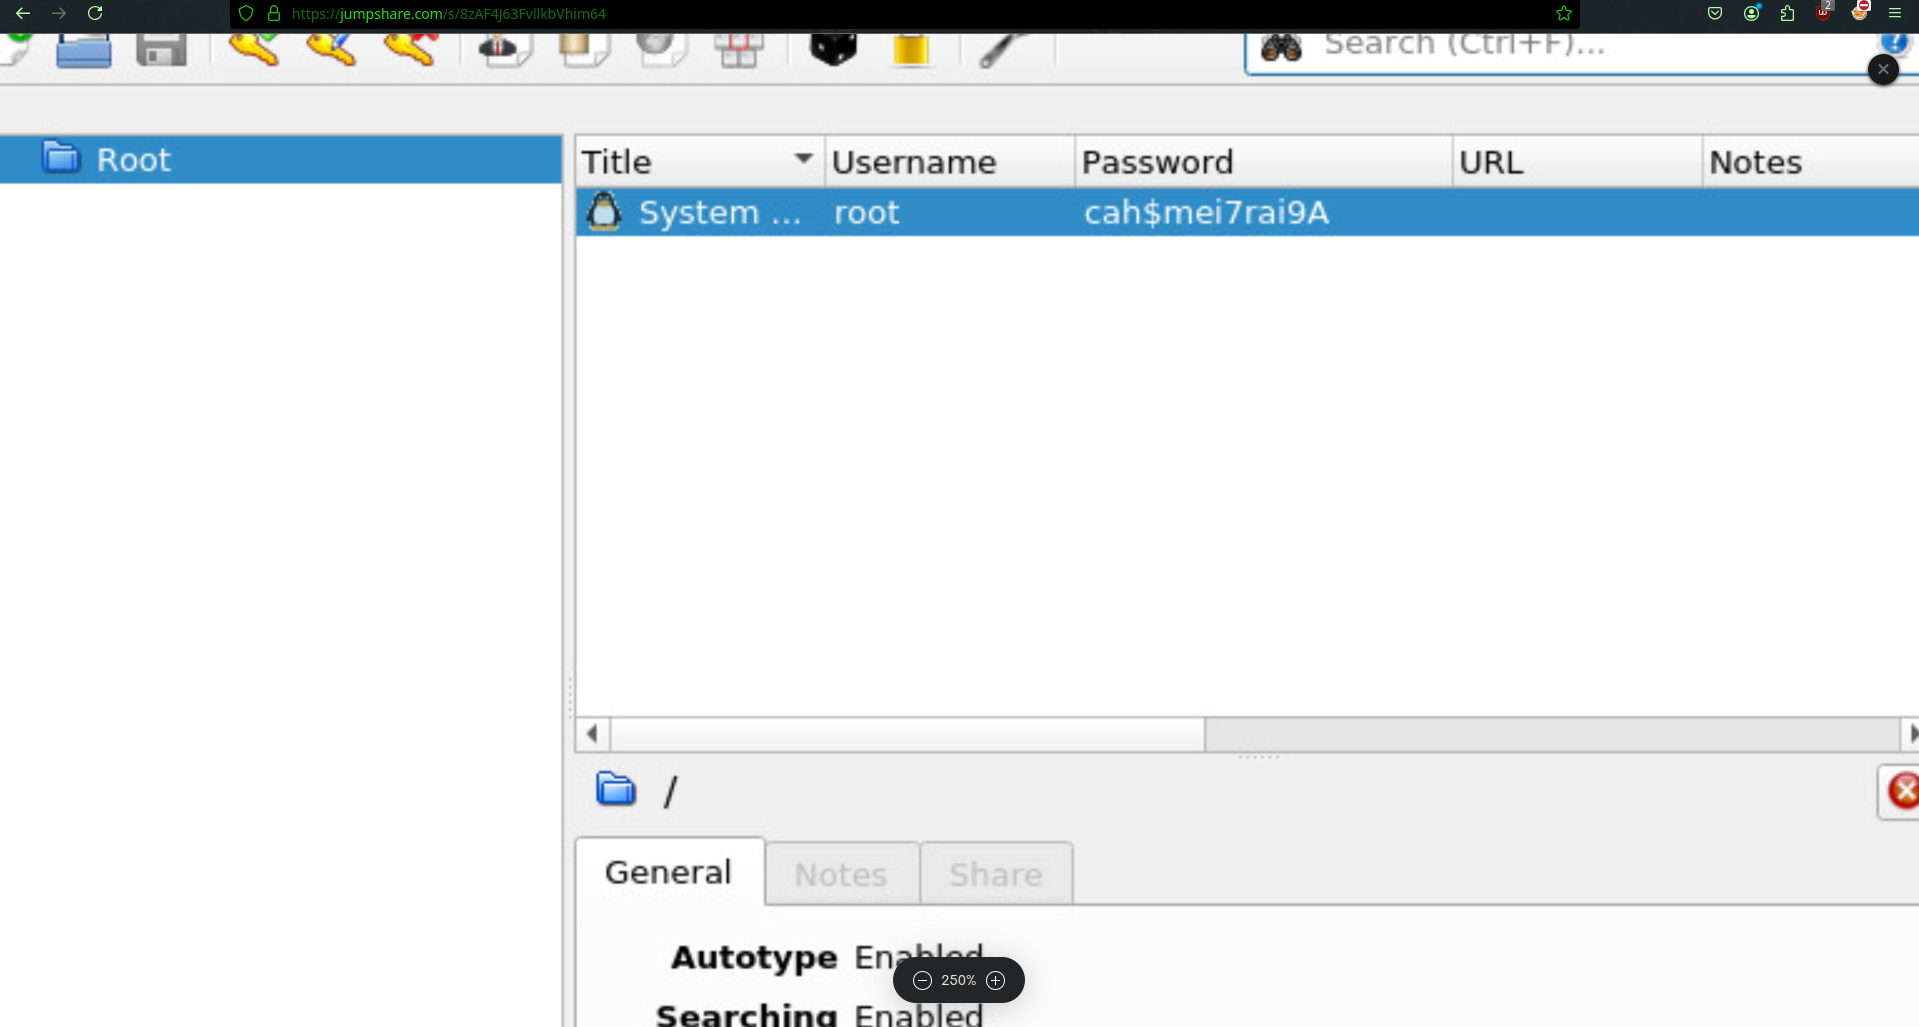 https://jumpshare.com/s/8zAF4J63FvllkbVhim64
2
Search (Ctrl+F)...
Root
Title Username Password URL Notes
System ... root cah$mei7rai9A
/
General Notes Share
Autotype Enabled
250%
Searching Enabled